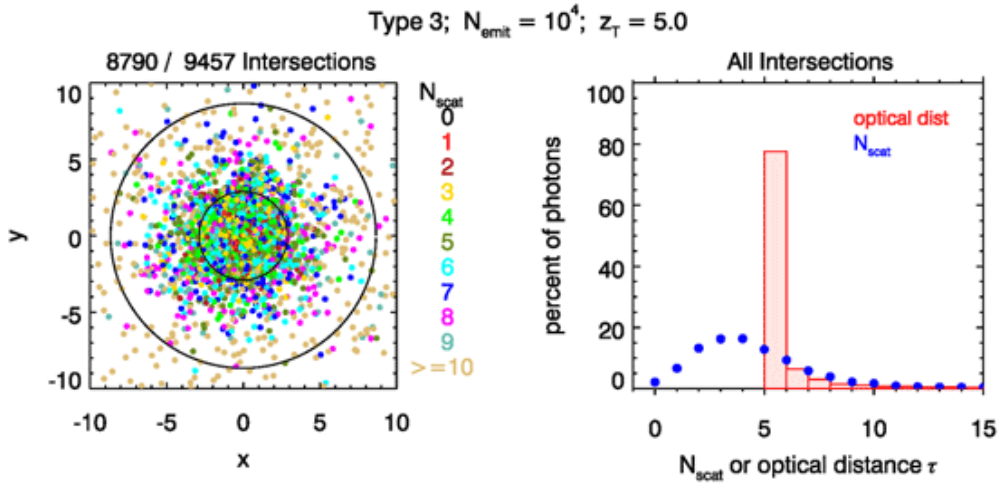 Type 3; N_emit = 10^4; z_T = 5.0
8790 / 9457 Intersections
10
5
0
-5
-10
y
-10 -5 0 5 10
x
N_scat
0
1
2
3
4
5
6
7
8
9
>=10
All Intersections
optical dist
N_scat
100
80
60
40
20
0
percent of photons
0 5 10 15
N_scat or optical distance τ